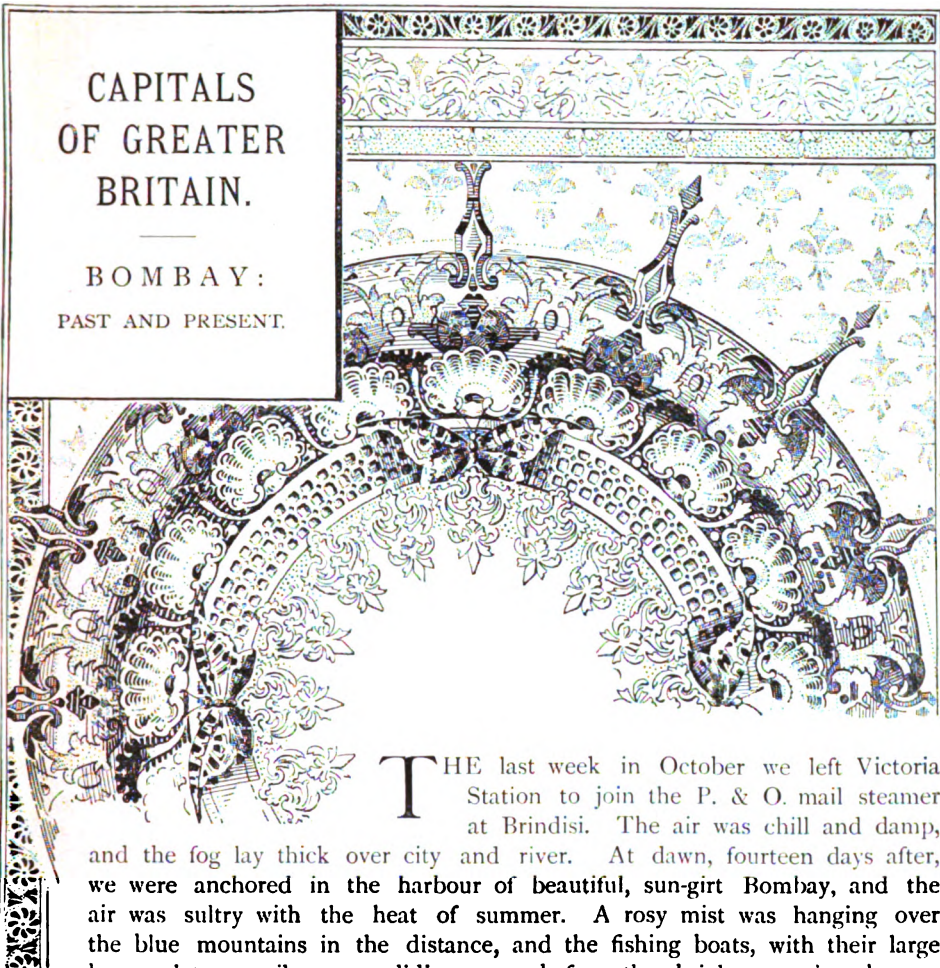 CAPITALS
OF GREATER
BRITAIN.
BOMBAY:
PAST AND PRESENT.
THE last week in October we left Victoria
Station to join the P. & O. mail steamer
at Brindisi. The air was chill and damp,
and the fog lay thick over city and river. At dawn, fourteen days after,
we were anchored in the harbour of beautiful, sun-girt Bombay, and the
air was sultry with the heat of summer. A rosy mist was hanging over
the blue mountains in the distance, and the fishing boats, with their large